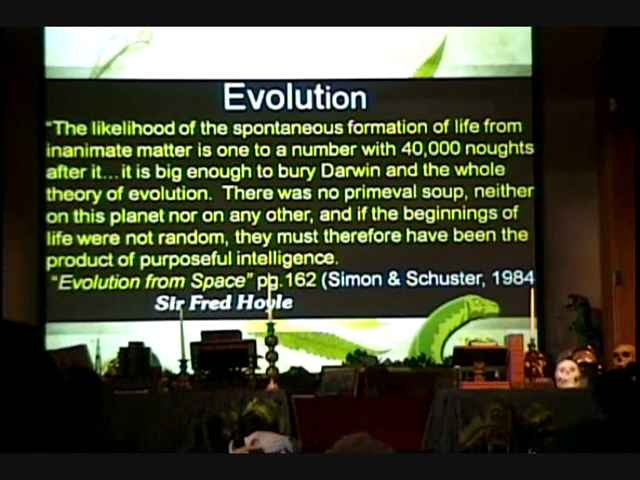 Evolution
"The likelihood of the spontaneous formation of life from
inanimate matter is one to a number with 40,000 noughts
after it...it is big enough to bury Darwin and the whole
theory of evolution.  There was no primeval soup, neither
on this planet nor on any other, and if the beginnings of
life were not random, they must therefore have been the
product of purposeful intelligence.
"Evolution from Space" pg.162 (Simon & Schuster, 1984
Sir Fred Hoyle